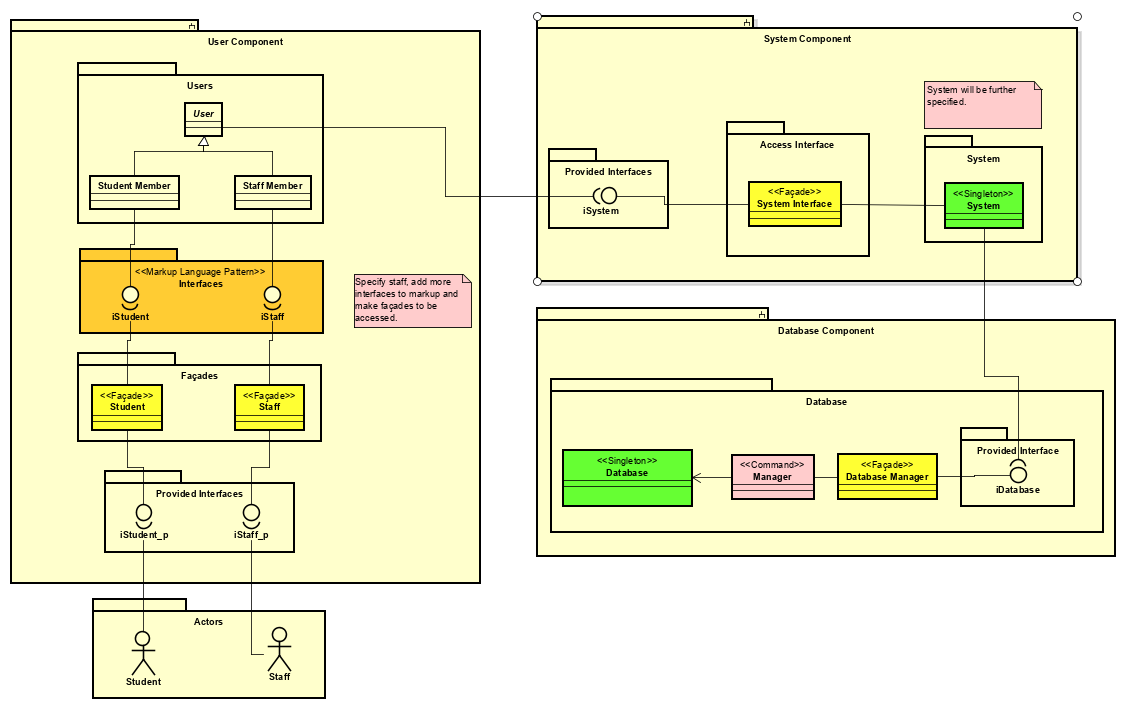 User Component
Users
User
Student Member
Staff Member
<<Markup Language Pattern>>
Interfaces
iStudent
iStaff
Specify staff, add more
interfaces to markup and
make façades to be
accessed.
Façades
<<Façade>>
Student
<<Façade>>
Staff
Provided Interfaces
iStudent_p
iStaff_p
Actors
Student
Staff
System Component
System will be further
specified.
Provided Interfaces
iSystem
Access Interface
<<Façade>>
System Interface
System
<<Singleton>>
System
Database Component
Database
<<Singleton>>
Database
<<Command>>
Manager
<<Façade>>
Database Manager
Provided Interface
iDatabase